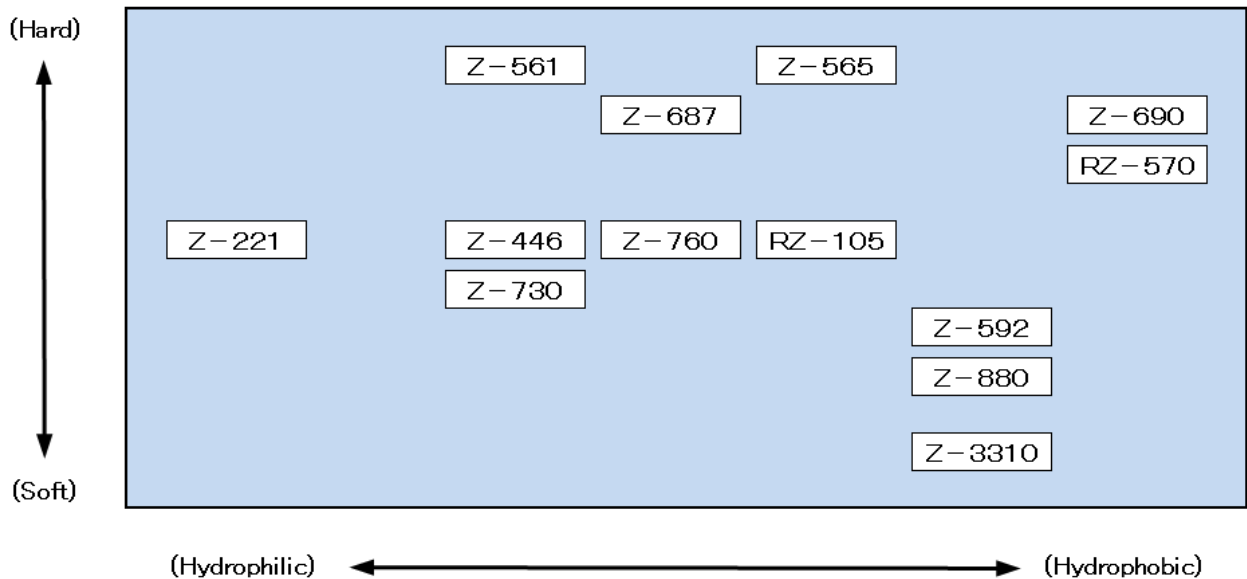 (Hard)
Z-561
Z-565
Z-687
Z-690
RZ-570
Z-221
Z-446
Z-760
RZ-105
Z-730
Z-592
Z-880
Z-3310
(Soft)
(Hydrophilic)
(Hydrophobic)